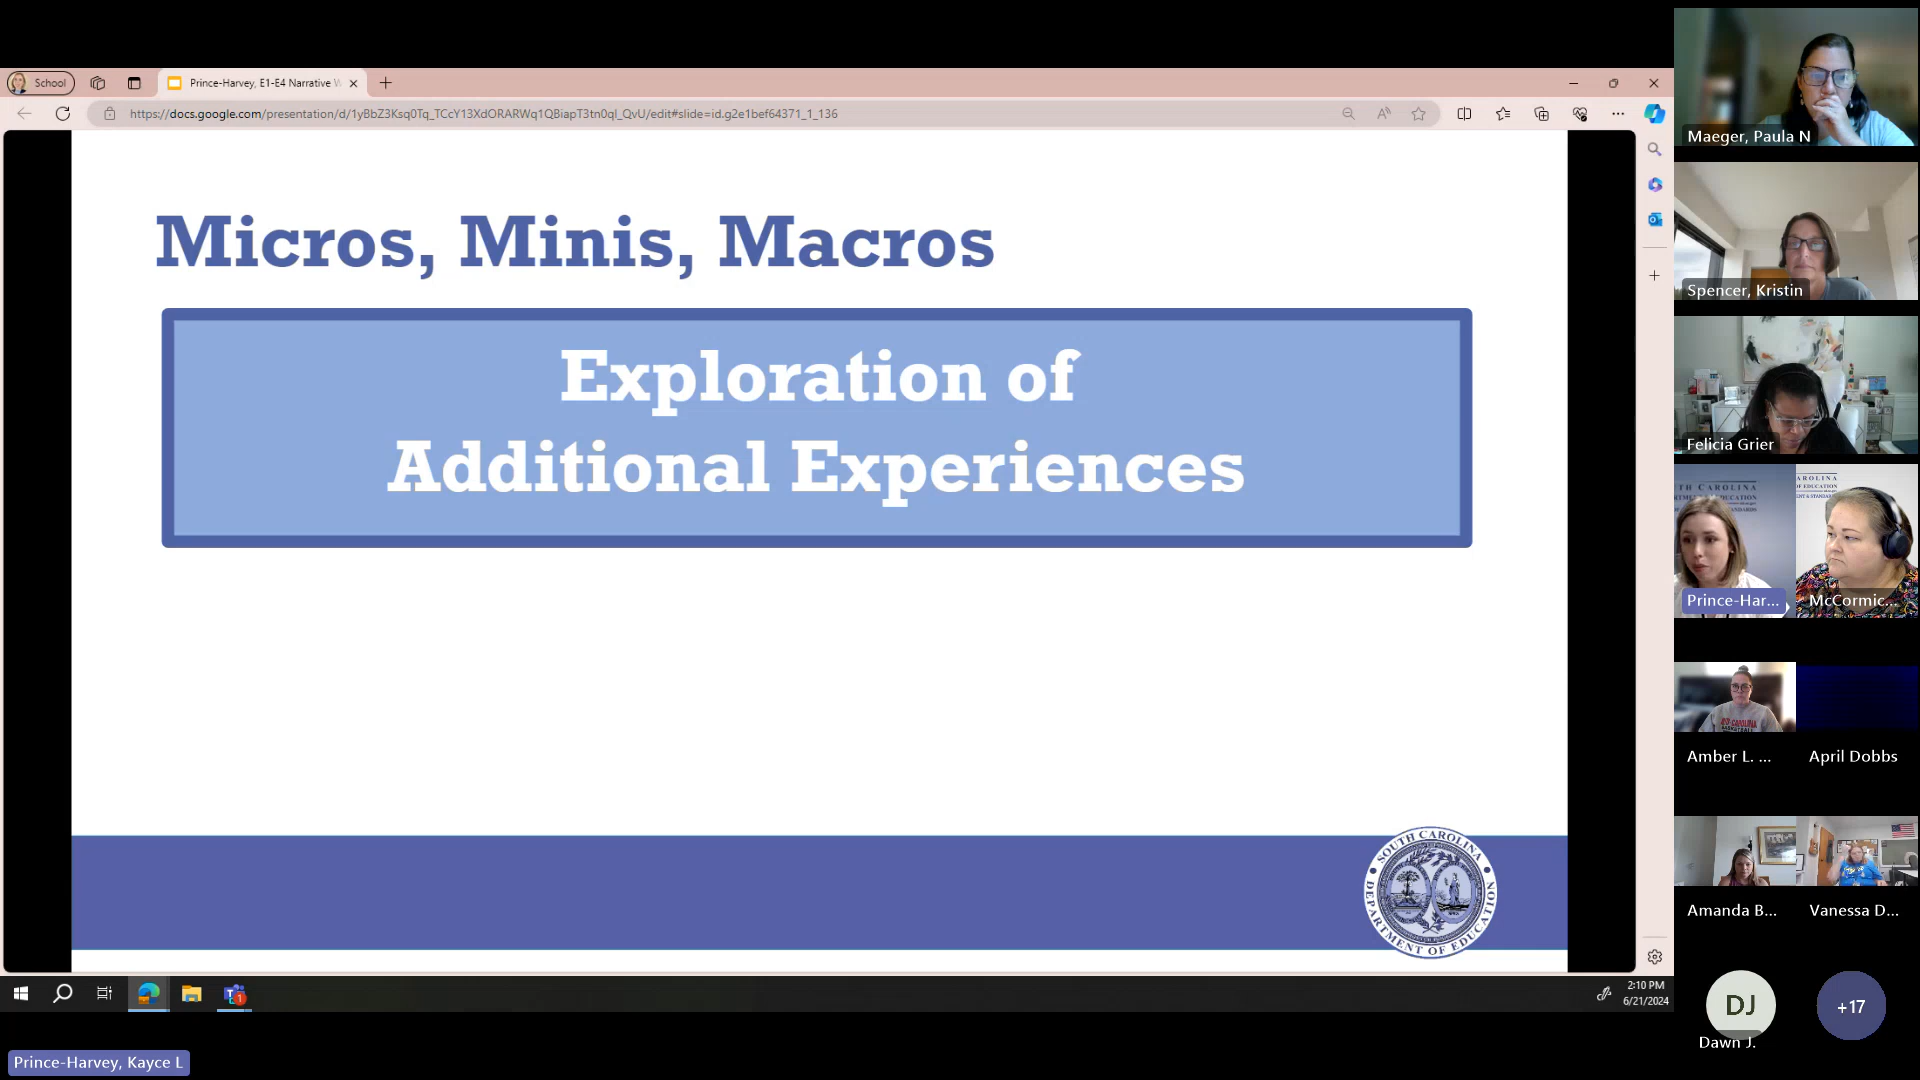 School
Prince-Harvey, E1-E4 Narrative W
https://docs.google.com/presentation/d/1yBbZ3Ksq0Tq_TCcY13XdORARWq1QBiapT3tn0ql_QvU/edit#slide=id.g2e1bef64371_1_136
Micros, Minis, Macros
Exploration of
Additional Experiences
SOUTH CAROLINA
DEPARTMENT OF EDUCATION
2:10 PM
6/21/2024
Prince-Harvey, Kayce L
Maeger, Paula N
Spencer, Kristin
Felicia Grier
Prince-Har...
McCormic...
Amber L. ...
April Dobbs
Amanda B...
Vanessa D...
DJ
Dawn J.
+17